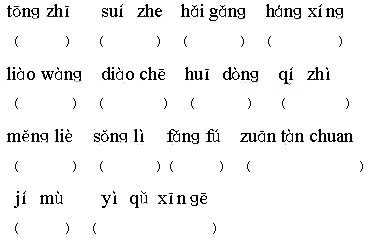 tōng zhī suí zhe hǎi gǎng háng xíng
( ) ( ) ( ) ( )
liào wàng diào chē huī dòng qí zhì
( ) ( ) ( ) ( )
měng liè sǒng lì fǎng fú zuān tàn chuan
( ) ( ) ( ) ( )
jí mù yì qǔ xīn gē
( ) ( )